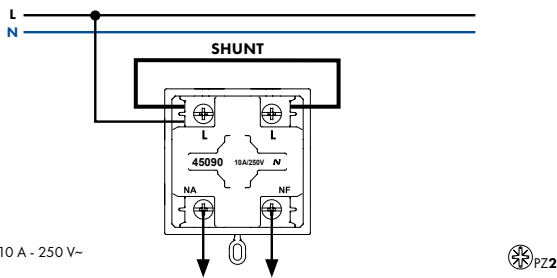 L
N
SHUNT
L L
45090 10A/250V N
NA NF
10 A - 250 V~
PZ2